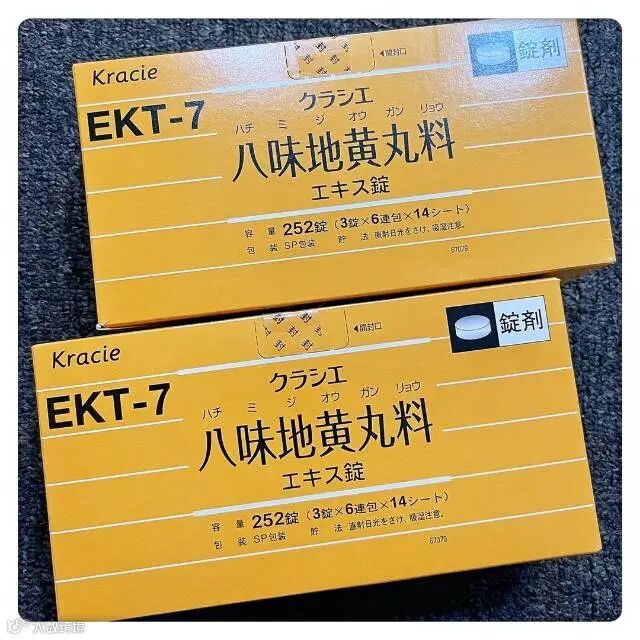 Kracie
EKT-7
◀開封口
錠剤
クラシエ
ハチ ミ ジ オウ ガン リョウ
八味地黄丸料
エキス錠
容量 252錠（3錠×6連包×14シート）
包装 SP包装 貯法 直射日光をさけ、吸湿注意。
67079
Kracie
EKT-7
◀開封口
錠剤
クラシエ
ハチ ミ ジ オウ ガン リョウ
八味地黄丸料
エキス錠
容量 252錠（3錠×6連包×14シート）
包装 SP包装 貯法 直射日光をさけ、吸湿注意。
67079